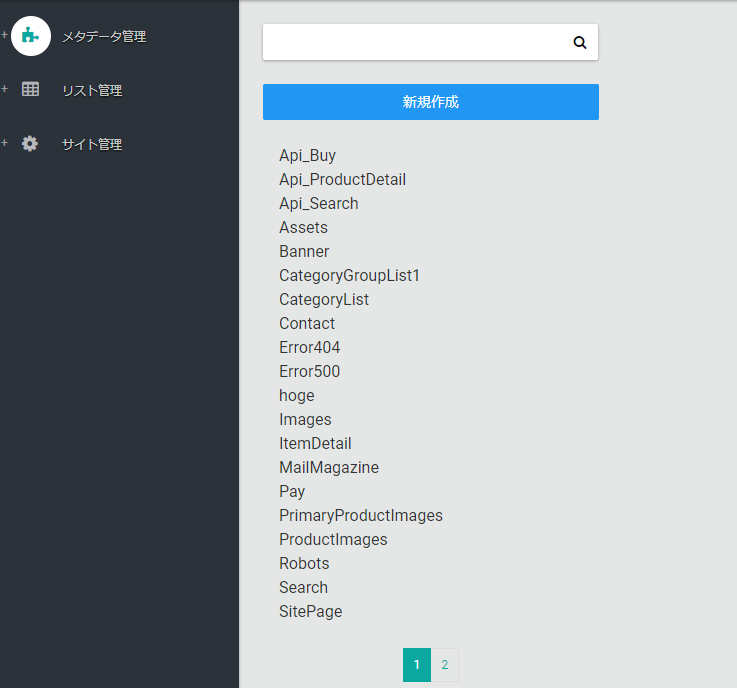 + メタデータ管理
+ リスト管理
+ サイト管理
新規作成
Api_Buy
Api_ProductDetail
Api_Search
Assets
Banner
CategoryGroupList1
CategoryList
Contact
Error404
Error500
hoge
Images
ItemDetail
MailMagazine
Pay
PrimaryProductImages
ProductImages
Robots
Search
SitePage
1 2